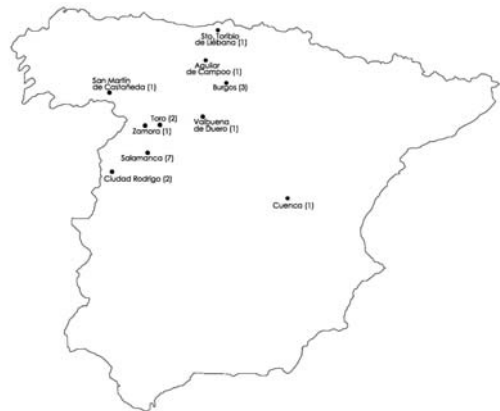 Sto. Toribio
de Liébana (1)
Aguilar
de Campoo (1)
San Martín
de Castañeda (1)
Burgos (3)
Toro (2)
Valbuena
de Duero (1)
Zamora (1)
Salamanca (7)
Ciudad Rodrigo (2)
Cuenca (1)